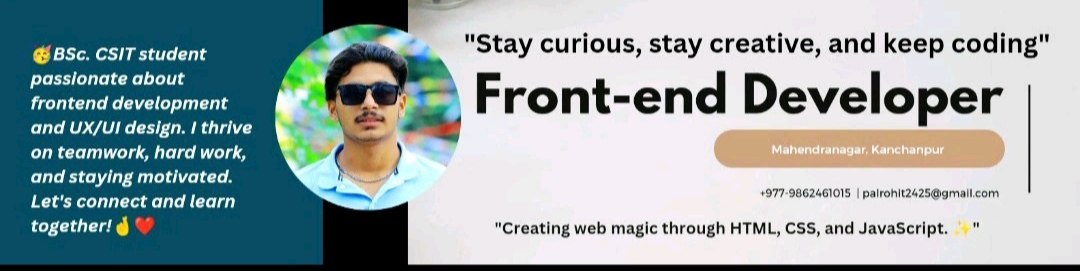 🥳BSc. CSIT student
passionate about
frontend development
and UX/UI design. I thrive
on teamwork, hard work,
and staying motivated.
Let's connect and learn
together!🤞❤️
"Stay curious, stay creative, and keep coding"
Front-end Developer
Mahendranagar, Kanchanpur
+977-9862461015 | palrohit2425@gmail.com
"Creating web magic through HTML, CSS, and JavaScript. ✨"